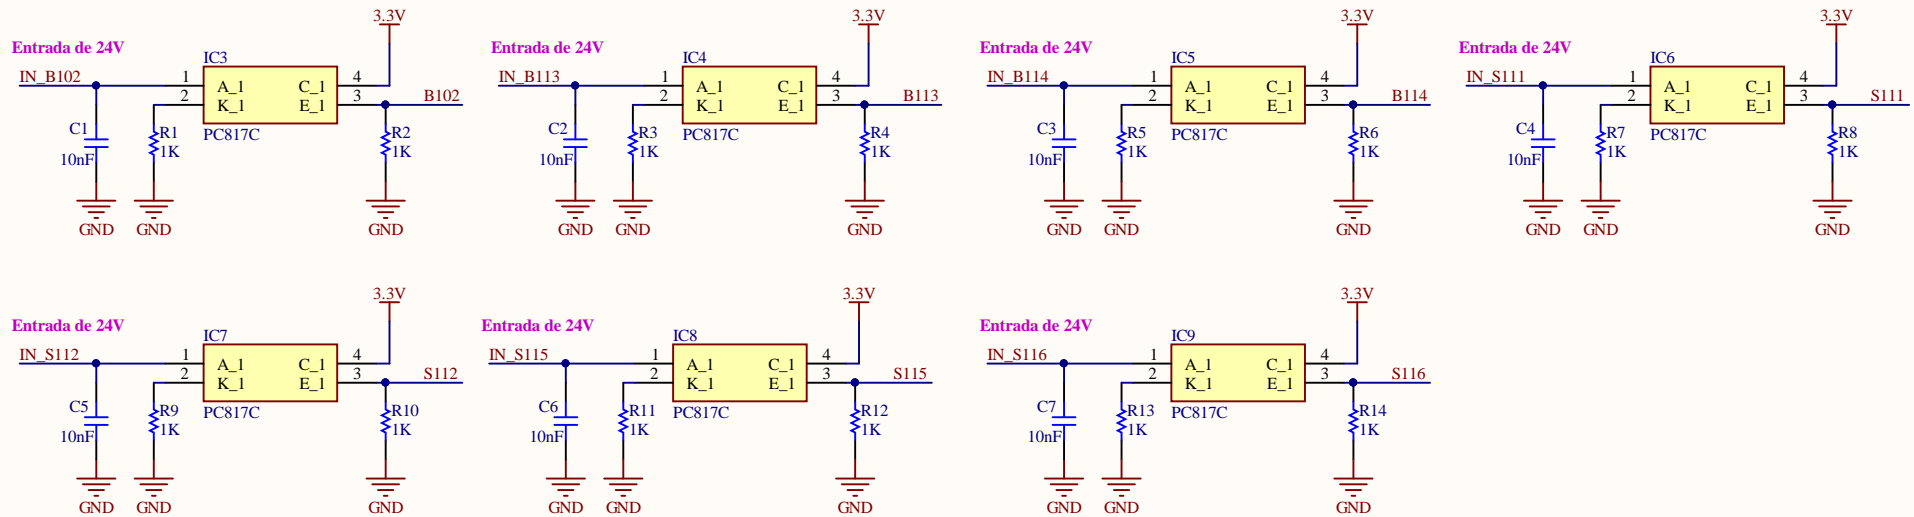 3.3V
Entrada de 24V
IC3
IN_B102
1
A_1
C_1
4
2
K_1
E_1
3
B102
PC817C
C1
10nF
R1
1K
R2
1K
GND
GND
GND
3.3V
Entrada de 24V
IC4
IN_B113
1
A_1
C_1
4
2
K_1
E_1
3
B113
PC817C
C2
10nF
R3
1K
R4
1K
GND
GND
GND
3.3V
Entrada de 24V
IC5
IN_B114
1
A_1
C_1
4
2
K_1
E_1
3
B114
PC817C
C3
10nF
R5
1K
R6
1K
GND
GND
GND
3.3V
Entrada de 24V
IC6
IN_S111
1
A_1
C_1
4
2
K_1
E_1
3
S111
PC817C
C4
10nF
R7
1K
R8
1K
GND
GND
GND
3.3V
Entrada de 24V
IC7
IN_S112
1
A_1
C_1
4
2
K_1
E_1
3
S112
PC817C
C5
10nF
R9
1K
R10
1K
GND
GND
GND
3.3V
Entrada de 24V
IC8
IN_S115
1
A_1
C_1
4
2
K_1
E_1
3
S115
PC817C
C6
10nF
R11
1K
R12
1K
GND
GND
GND
3.3V
Entrada de 24V
IC9
IN_S116
1
A_1
C_1
4
2
K_1
E_1
3
S116
PC817C
C7
10nF
R13
1K
R14
1K
GND
GND
GND